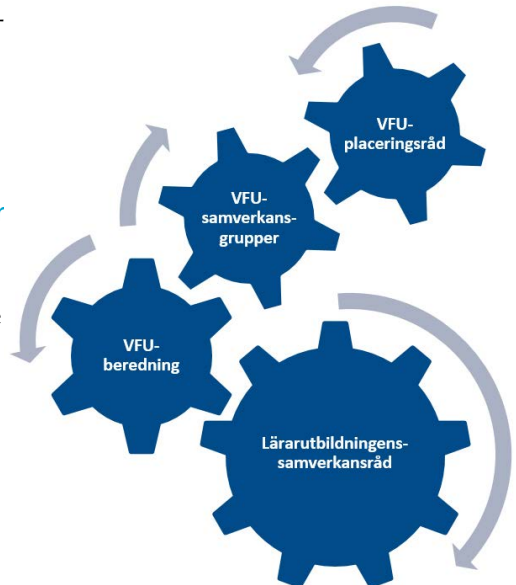 VFU-
placeringsråd
VFU-
samverkans-
grupper
VFU-
beredning
Lärarutbildningens-
samverkansråd